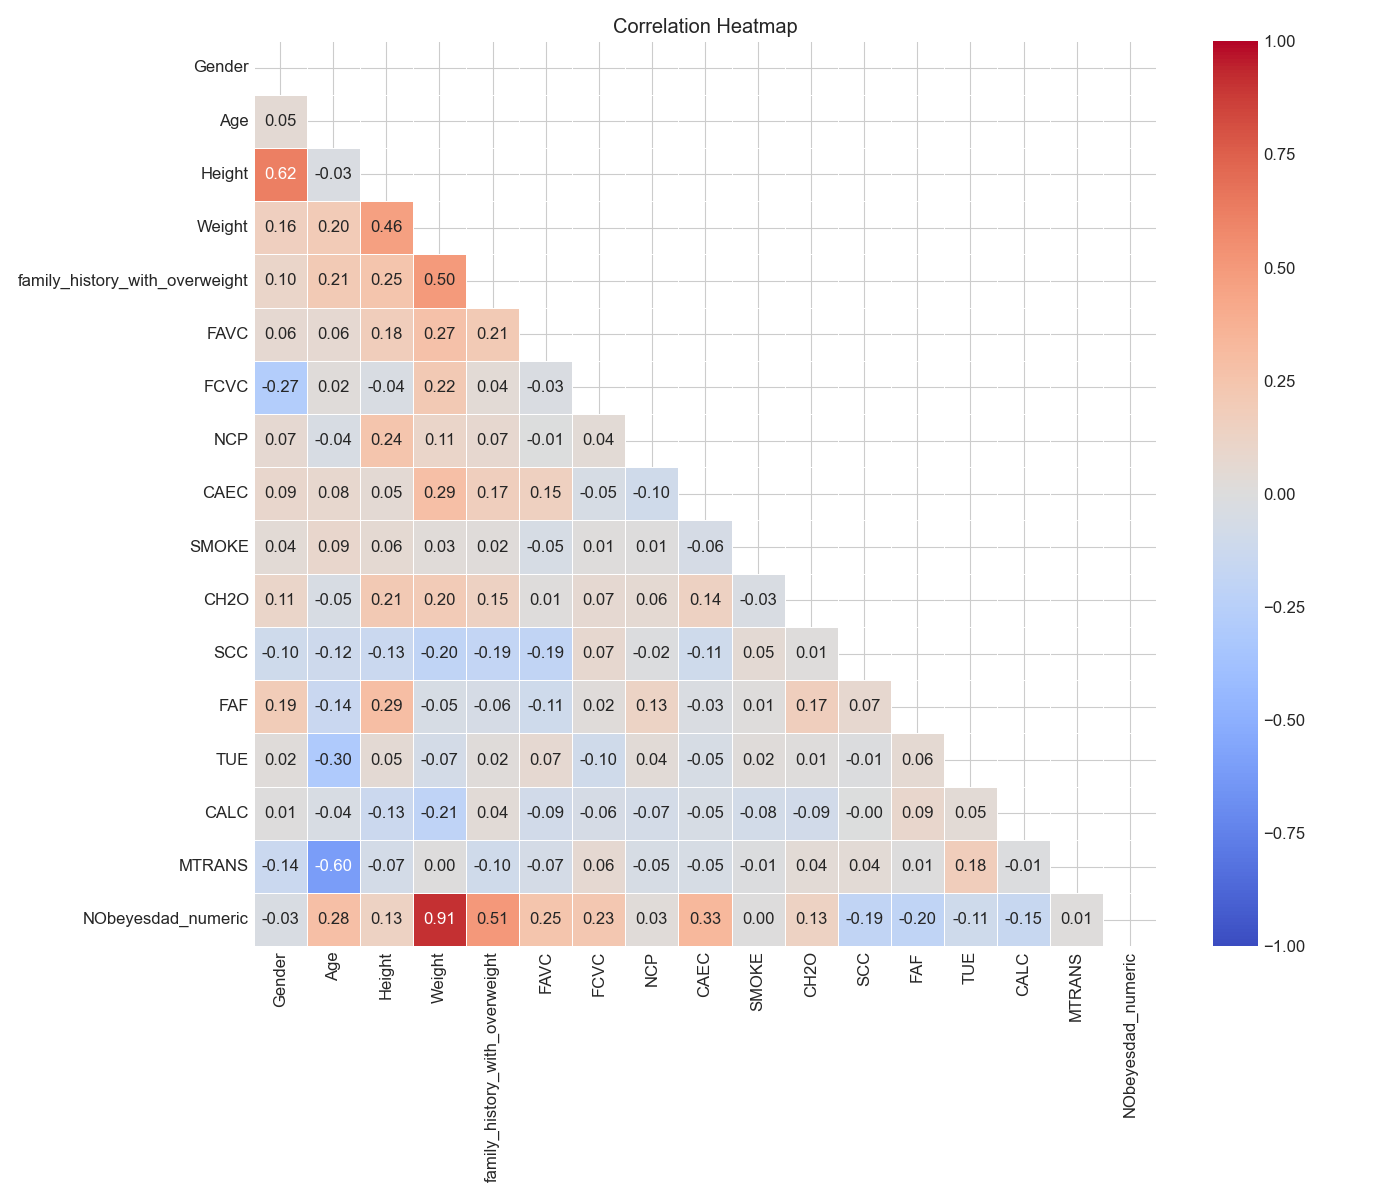 Correlation Heatmap
Gender
Age 0.05
Height 0.62 -0.03
Weight 0.16 0.20 0.46
family_history_with_overweight 0.10 0.21 0.25 0.50
FAVC 0.06 0.06 0.18 0.27 0.21
FCVC -0.27 0.02 -0.04 0.22 0.04 -0.03
NCP 0.07 -0.04 0.24 0.11 0.07 -0.01 0.04
CAEC 0.09 0.08 0.05 0.29 0.17 0.15 -0.05 -0.10
SMOKE 0.04 0.09 0.06 0.03 0.02 -0.05 0.01 0.01 -0.06
CH2O 0.11 -0.05 0.21 0.20 0.15 0.01 0.07 0.06 0.14 -0.03
SCC -0.10 -0.12 -0.13 -0.20 -0.19 -0.19 0.07 -0.02 -0.11 0.05 0.01
FAF 0.19 -0.14 0.29 -0.05 -0.06 -0.11 0.02 0.13 -0.03 0.01 0.17 0.07
TUE 0.02 -0.30 0.05 -0.07 0.02 0.07 -0.10 0.04 -0.05 0.02 0.01 -0.01 0.06
CALC 0.01 -0.04 -0.13 -0.21 0.04 -0.09 -0.06 -0.07 -0.05 -0.08 -0.09 -0.00 0.09 0.05
MTRANS -0.14 -0.60 -0.07 0.00 -0.10 -0.07 0.06 -0.05 -0.05 -0.01 0.04 0.04 0.01 0.18 -0.01
NObeyesdad_numeric -0.03 0.28 0.13 0.91 0.51 0.25 0.23 0.03 0.33 0.00 0.13 -0.19 -0.20 -0.11 -0.15 0.01
Gender
Age
Height
Weight
family_history_with_overweight
FAVC
FCVC
NCP
CAEC
SMOKE
CH2O
SCC
FAF
TUE
CALC
MTRANS
NObeyesdad_numeric
1.00
0.75
0.50
0.25
0.00
−0.25
−0.50
−0.75
−1.00